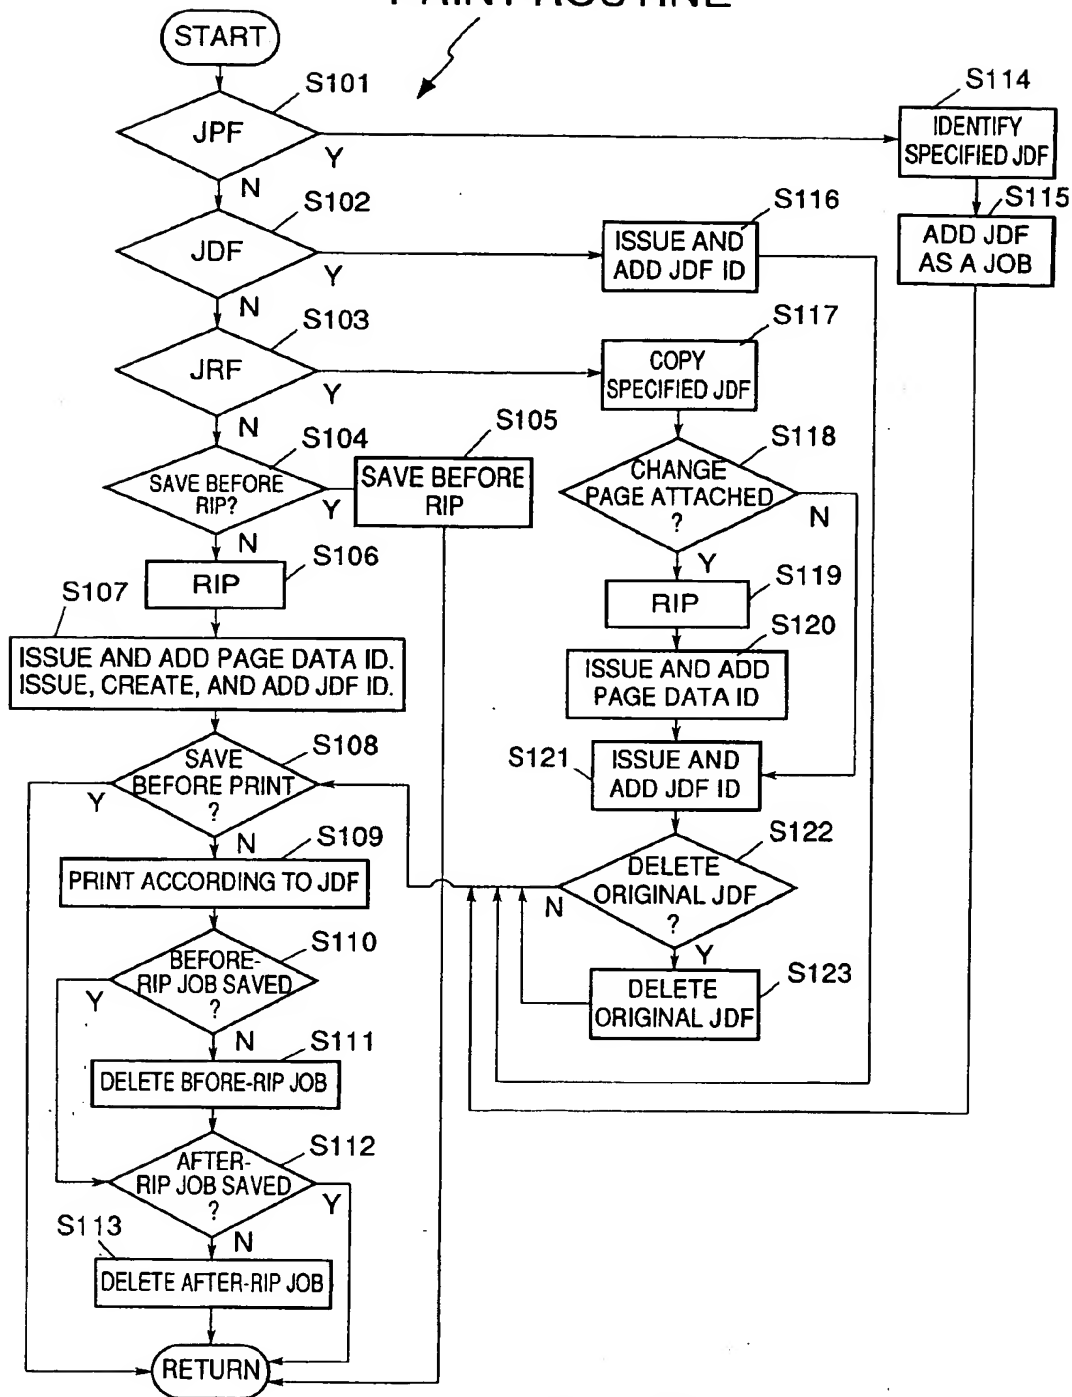 PRINT ROUTINE
START
S101
JPF
Y
N
S114
IDENTIFY
SPECIFIED JDF
S115
ADD JDF
AS A JOB
S102
JDF
Y
N
S116
ISSUE AND
ADD JDF ID
S103
JRF
Y
N
S117
COPY
SPECIFIED JDF
S104
SAVE BEFORE
RIP?
Y
N
S105
SAVE BEFORE
RIP
S118
CHANGE
PAGE ATTACHED
?
N
Y
S106
RIP
S119
RIP
S107
ISSUE AND ADD PAGE DATA ID.
ISSUE, CREATE, AND ADD JDF ID.
S120
ISSUE AND ADD
PAGE DATA ID
S108
SAVE
BEFORE PRINT
?
Y
N
S121
ISSUE AND
ADD JDF ID
S109
PRINT ACCORDING TO JDF
S122
DELETE
ORIGINAL JDF
?
N
Y
S110
BEFORE-
RIP JOB SAVED
?
Y
N
S123
DELETE
ORIGINAL JDF
S111
DELETE BFORE-RIP JOB
S112
AFTER-
RIP JOB SAVED
?
Y
N
S113
DELETE AFTER-RIP JOB
RETURN